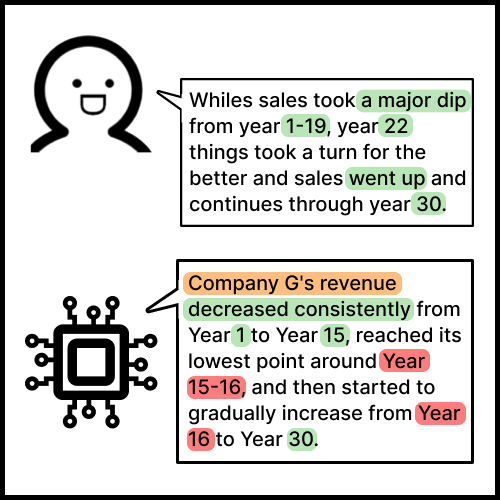 Whiles sales took a major dip
from year 1-19, year 22
things took a turn for the
better and sales went up and
continues through year 30.
Company G's revenue
decreased consistently from
Year 1 to Year 15, reached its
lowest point around Year
15-16, and then started to
gradually increase from Year
16 to Year 30.